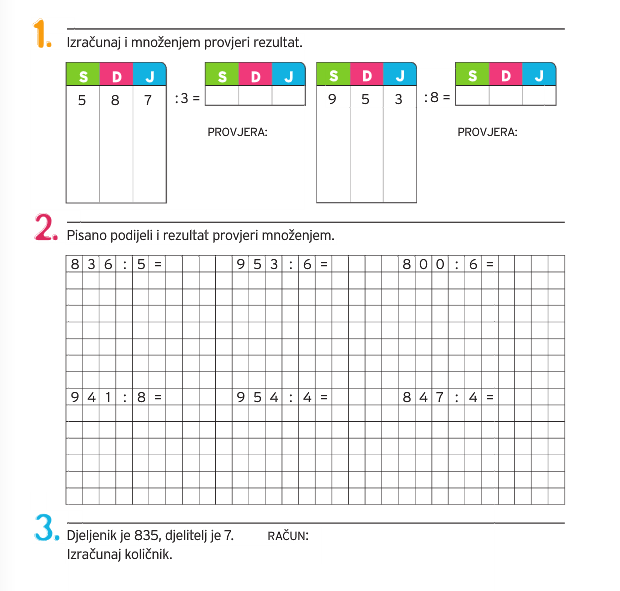 1.
Izračunaj i množenjem provjeri rezultat.
S D J S D J S D J S D J
5 8 7 :3 = 9 5 3 :8 =
PROVJERA: PROVJERA:
2.
Pisano podijeli i rezultat provjeri množenjem.
8 3 6 : 5 = 9 5 3 : 6 = 8 0 0 : 6 =
9 4 1 : 8 = 9 5 4 : 4 = 8 4 7 : 4 =
3.
Djeljenik je 835, djelitelj je 7. RAČUN:
Izračunaj količnik.